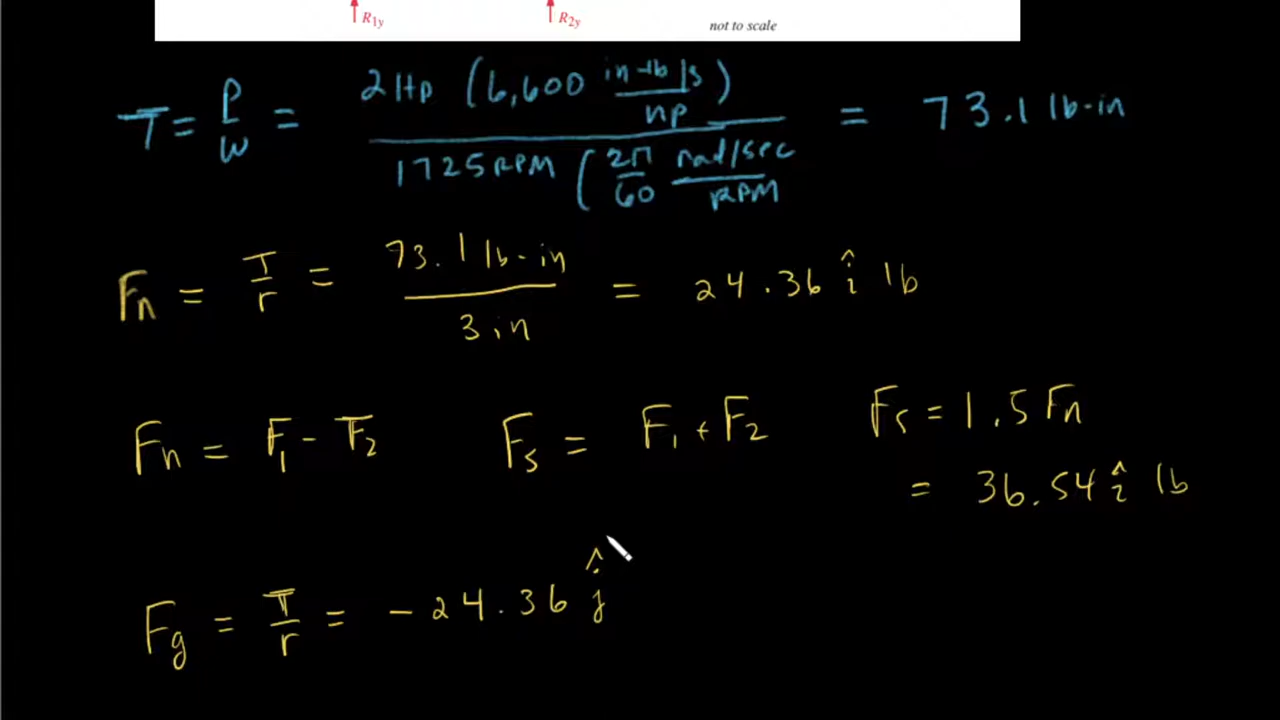 R1y R2y not to scale
T = P/w = 2 Hp (6,600 in-lb/s / hp) / 1725 RPM (2π/60 rad/sec / RPM = 73.1 lb-in
Fn = T/r = 73.1 lb-in / 3 in = 24.36 î lb
Fn = F1 - F2 Fs = F1 + F2 Fs = 1.5 Fn
= 36.54 î lb
Fg = T/r = - 24.36 ĵ